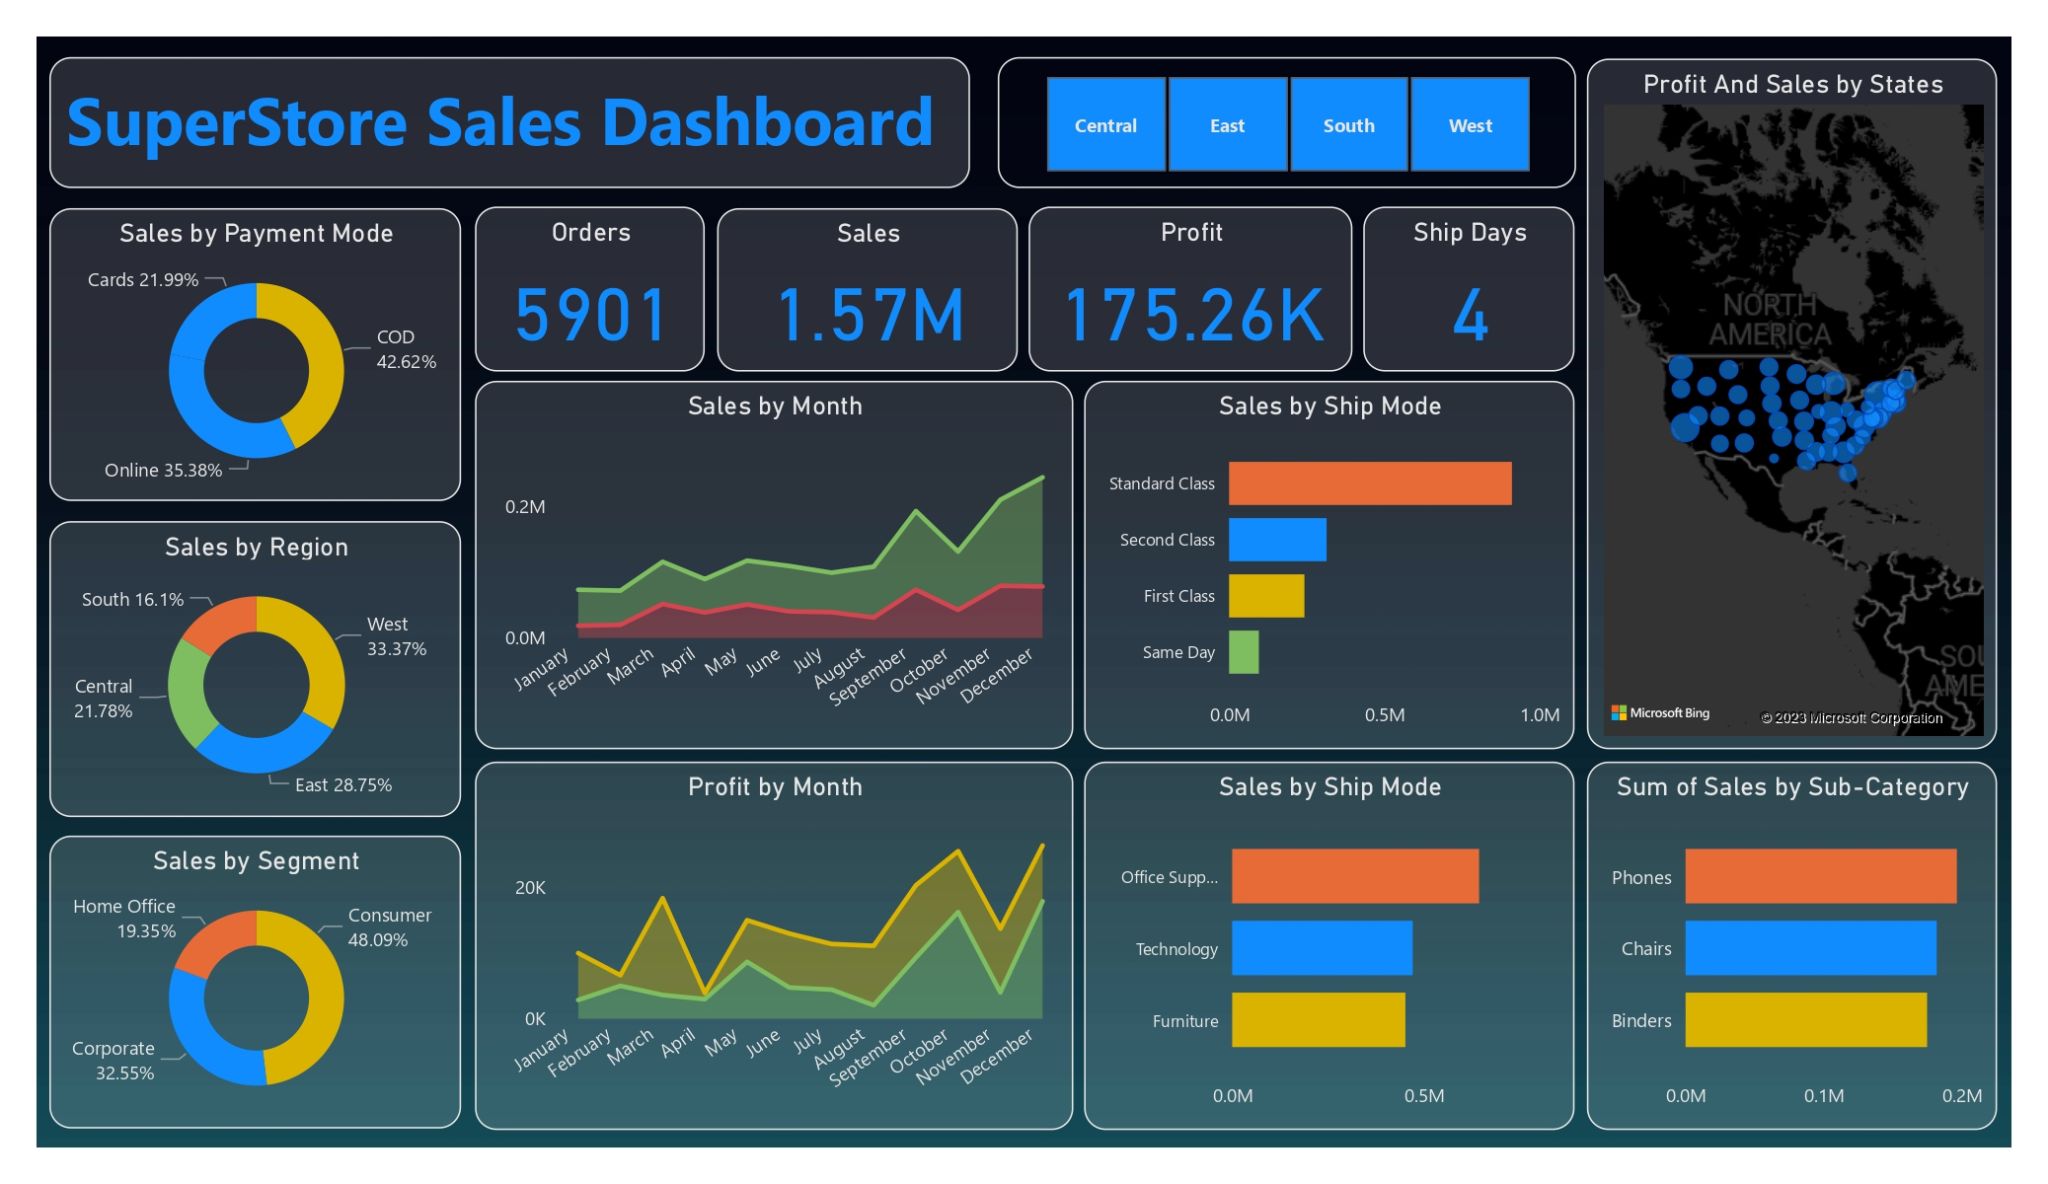 SuperStore Sales Dashboard
Central
East
South
West
Profit And Sales by States
NORTH
AMERICA
SOU
AME
Microsoft Bing
© 2023 Microsoft Corporation
Sales by Payment Mode
Cards 21.99%
COD
42.62%
Online 35.38%
Orders
5901
Sales
1.57M
Profit
175.26K
Ship Days
4
Sales by Region
South 16.1%
West
33.37%
Central
21.78%
East 28.75%
Sales by Month
0.2M
0.0M
January
February
March
April
May
June
July
August
September
October
November
December
Sales by Ship Mode
Standard Class
Second Class
First Class
Same Day
0.0M
0.5M
1.0M
Sales by Segment
Home Office
19.35%
Consumer
48.09%
Corporate
32.55%
Profit by Month
20K
0K
January
February
March
April
May
June
July
August
September
October
November
December
Sales by Ship Mode
Office Supp...
Technology
Furniture
0.0M
0.5M
Sum of Sales by Sub-Category
Phones
Chairs
Binders
0.0M
0.1M
0.2M